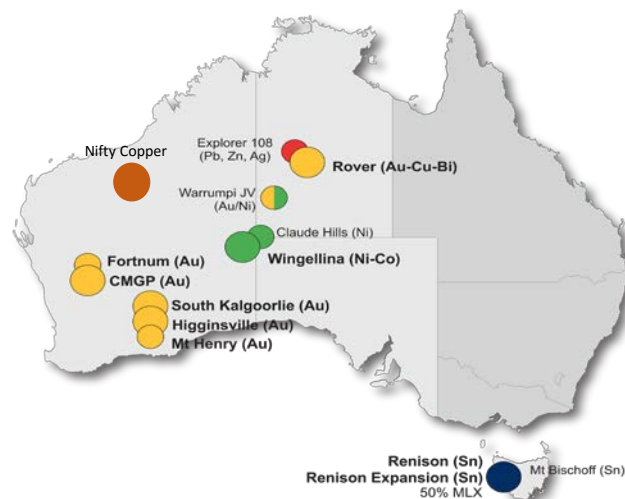 Nifty Copper
Explorer 108
(Pb, Zn, Ag)
Rover (Au-Cu-Bi)
Warrumpi JV
(Au/Ni)
Claude Hills (Ni)
Wingellina (Ni-Co)
Fortnum (Au)
CMGP (Au)
South Kalgoorlie (Au)
Higginsville (Au)
Mt Henry (Au)
Renison (Sn)
Mt Bischoff (Sn)
Renison Expansion (Sn)
50% MLX